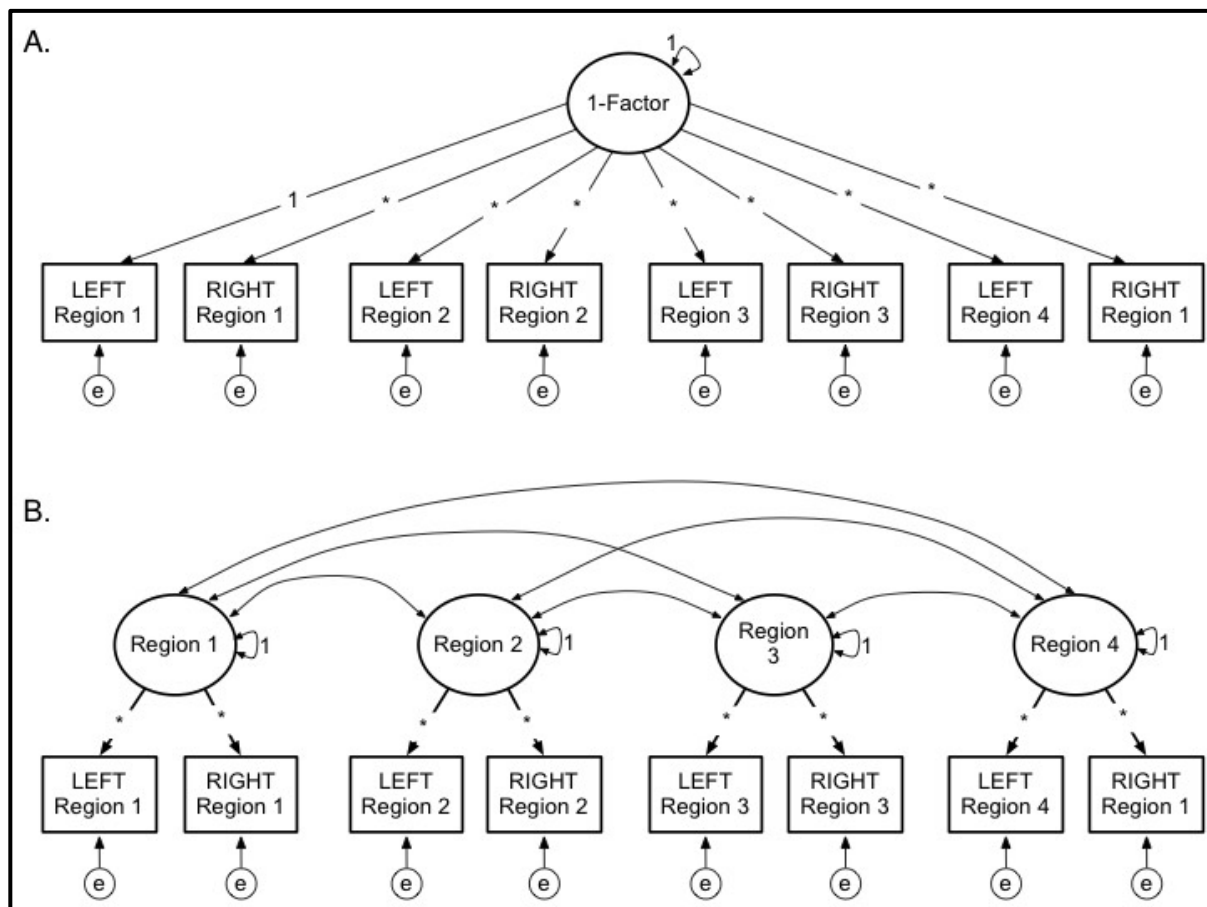 A.
1
1-Factor
1 * * * * * * *
LEFT RIGHT LEFT RIGHT LEFT RIGHT LEFT RIGHT
Region 1 Region 1 Region 2 Region 2 Region 3 Region 3 Region 4 Region 1
e e e e e e e e
B.
Region 1 1 Region 2 1 Region 1 Region 4 1
3
* * * * * * * *
LEFT RIGHT LEFT RIGHT LEFT RIGHT LEFT RIGHT
Region 1 Region 1 Region 2 Region 2 Region 3 Region 3 Region 4 Region 1
e e e e e e e e